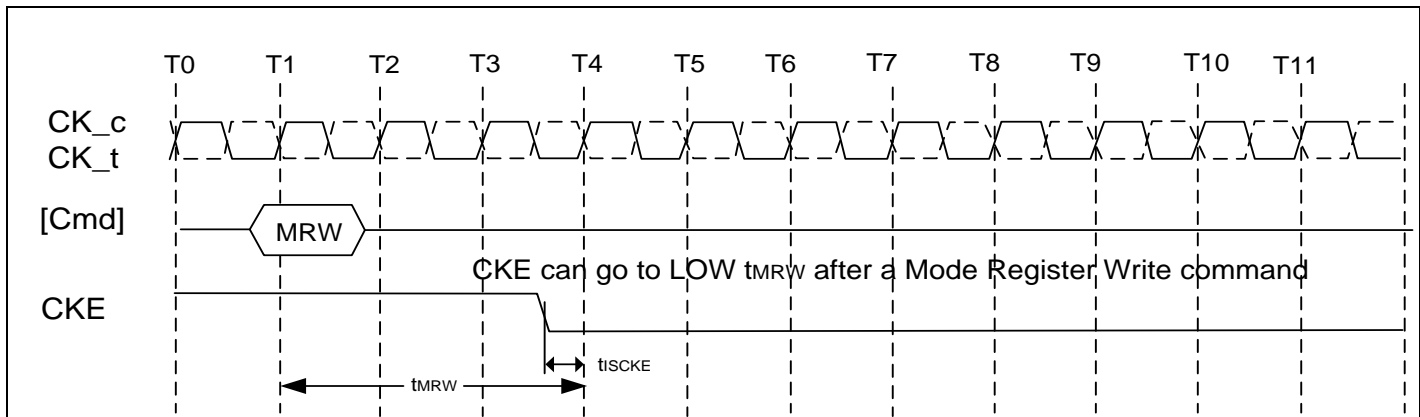 T0 T1 T2 T3 T4 T5 T6 T7 T8 T9 T10 T11
CK_c
CK_t
[Cmd]
MRW
CKE can go to LOW tMRW after a Mode Register Write command
CKE
tISCKE
tMRW